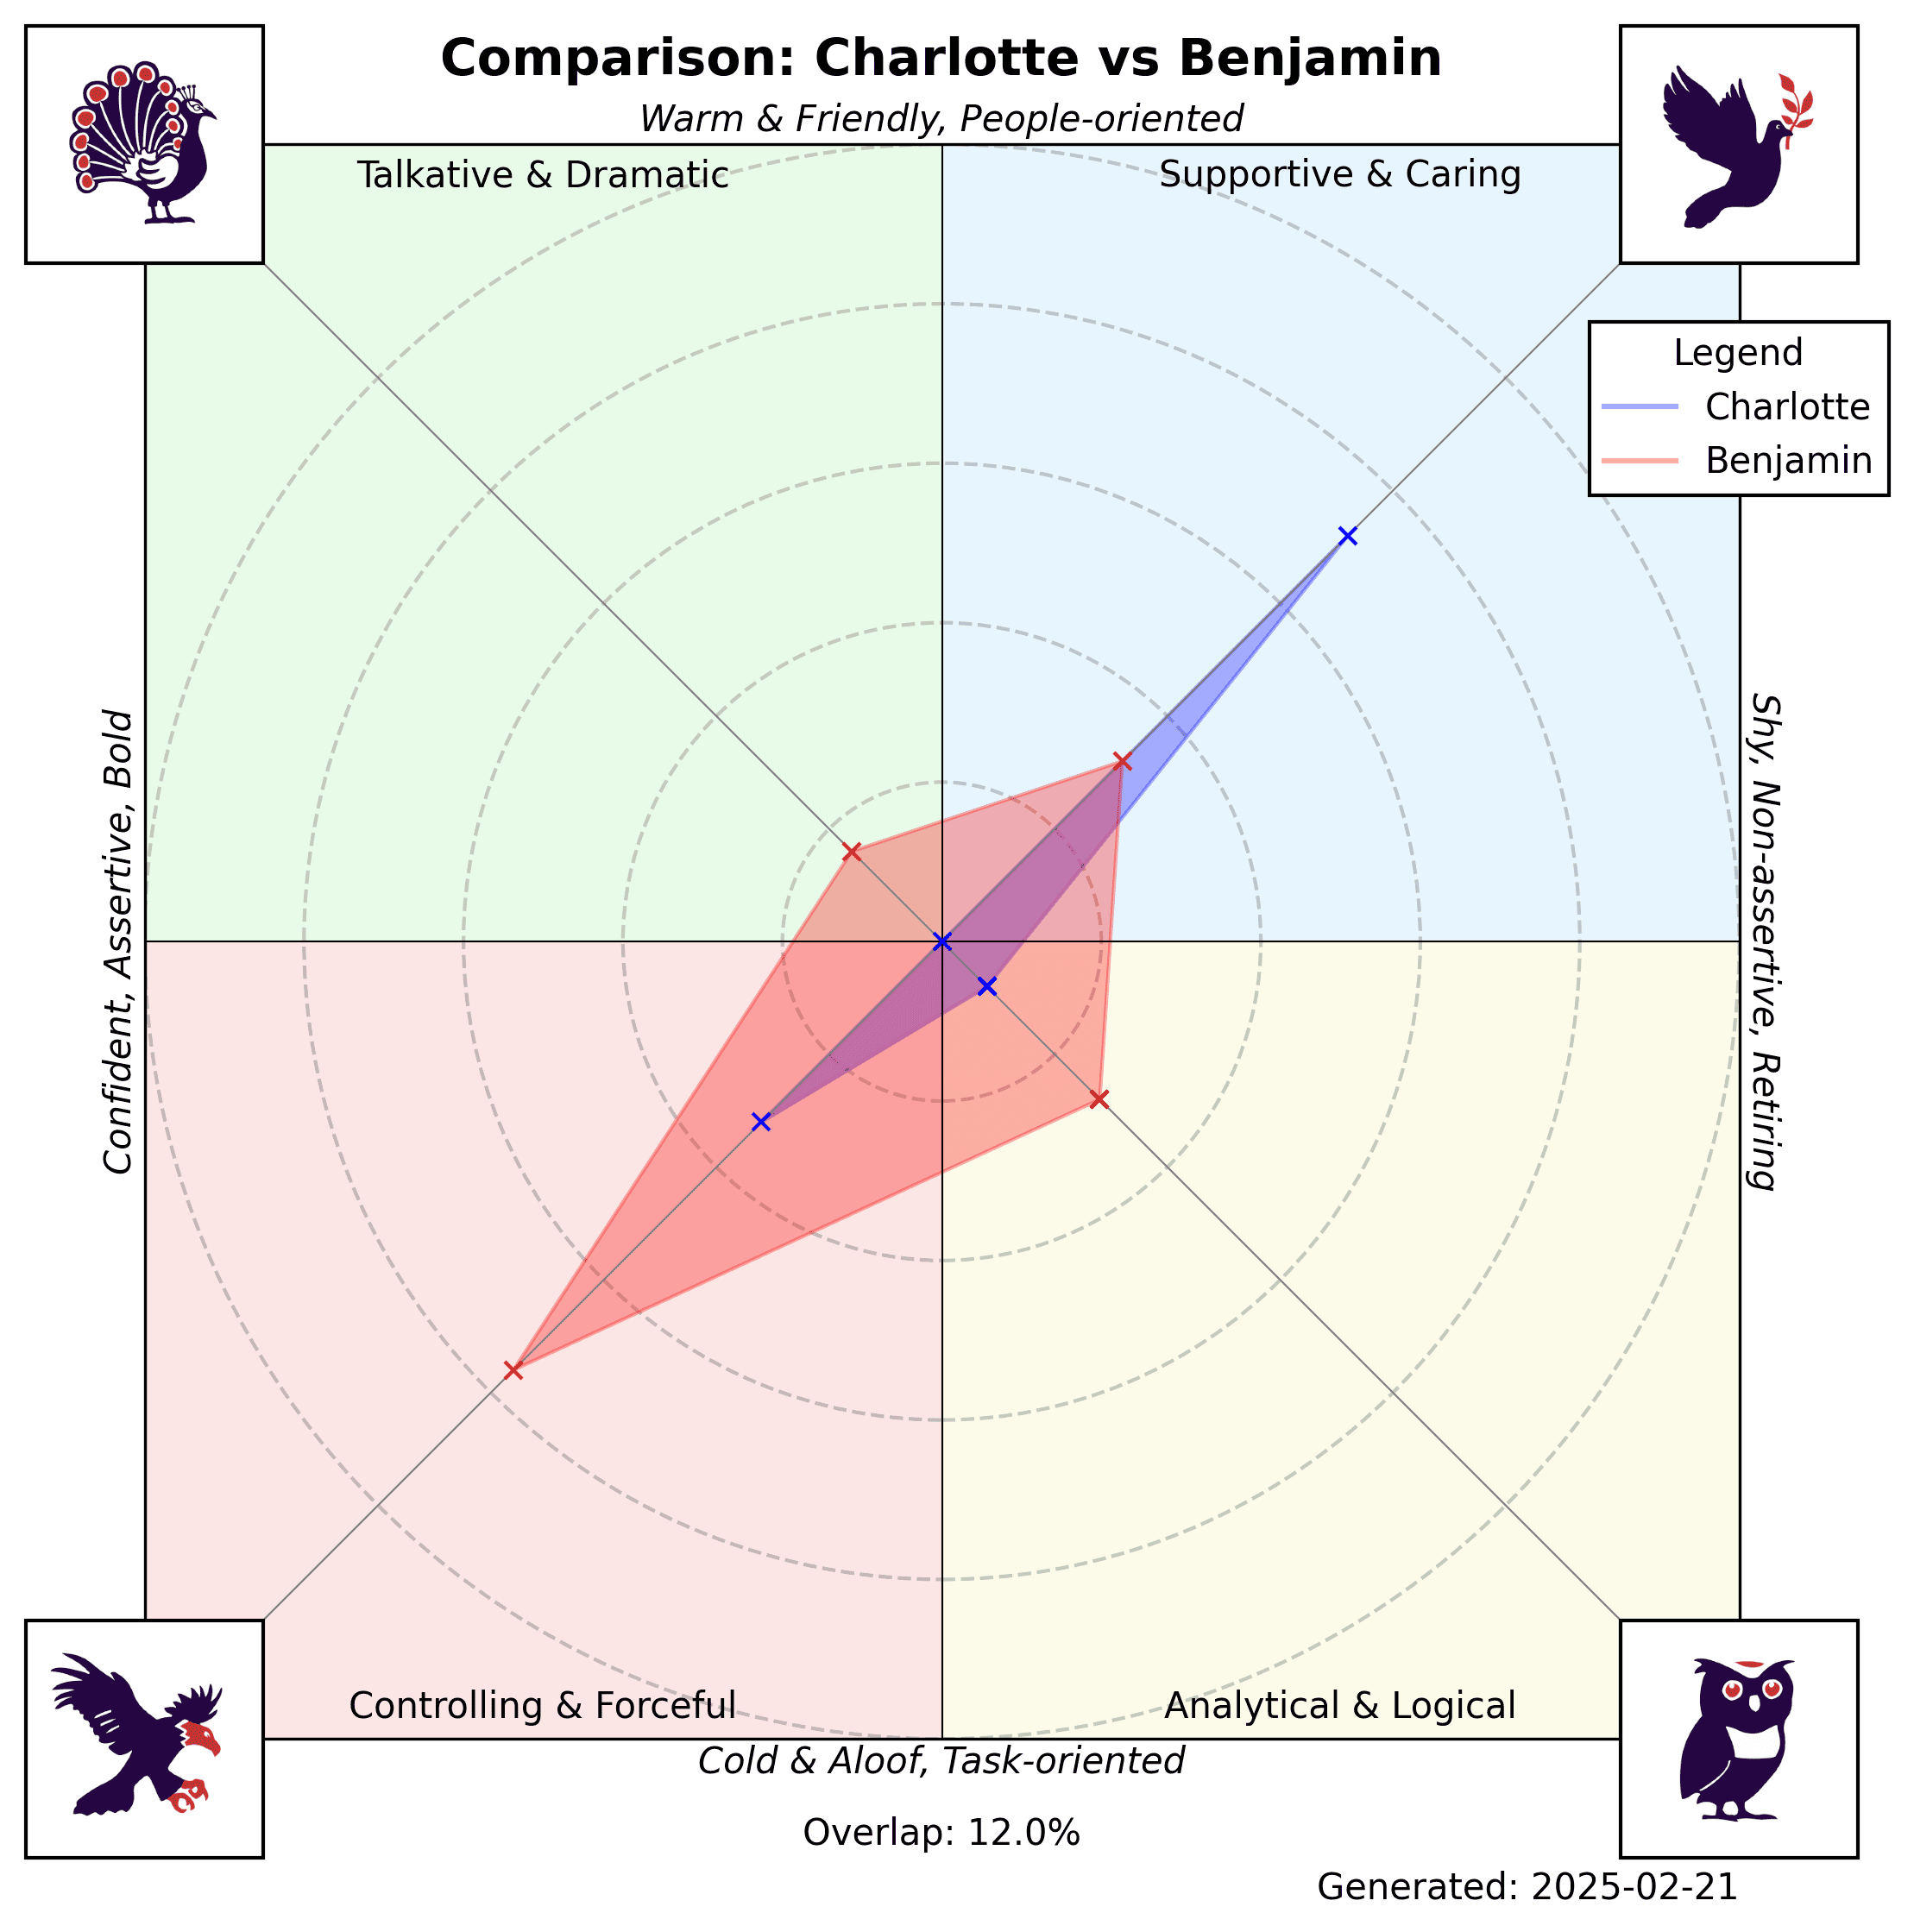 Comparison: Charlotte vs Benjamin
Warm & Friendly, People-oriented
Talkative & Dramatic
Supportive & Caring
Legend
Charlotte
Benjamin
Confident, Assertive, Bold
Shy, Non-assertive, Retiring
Controlling & Forceful
Analytical & Logical
Cold & Aloof, Task-oriented
Overlap: 12.0%
Generated: 2025-02-21